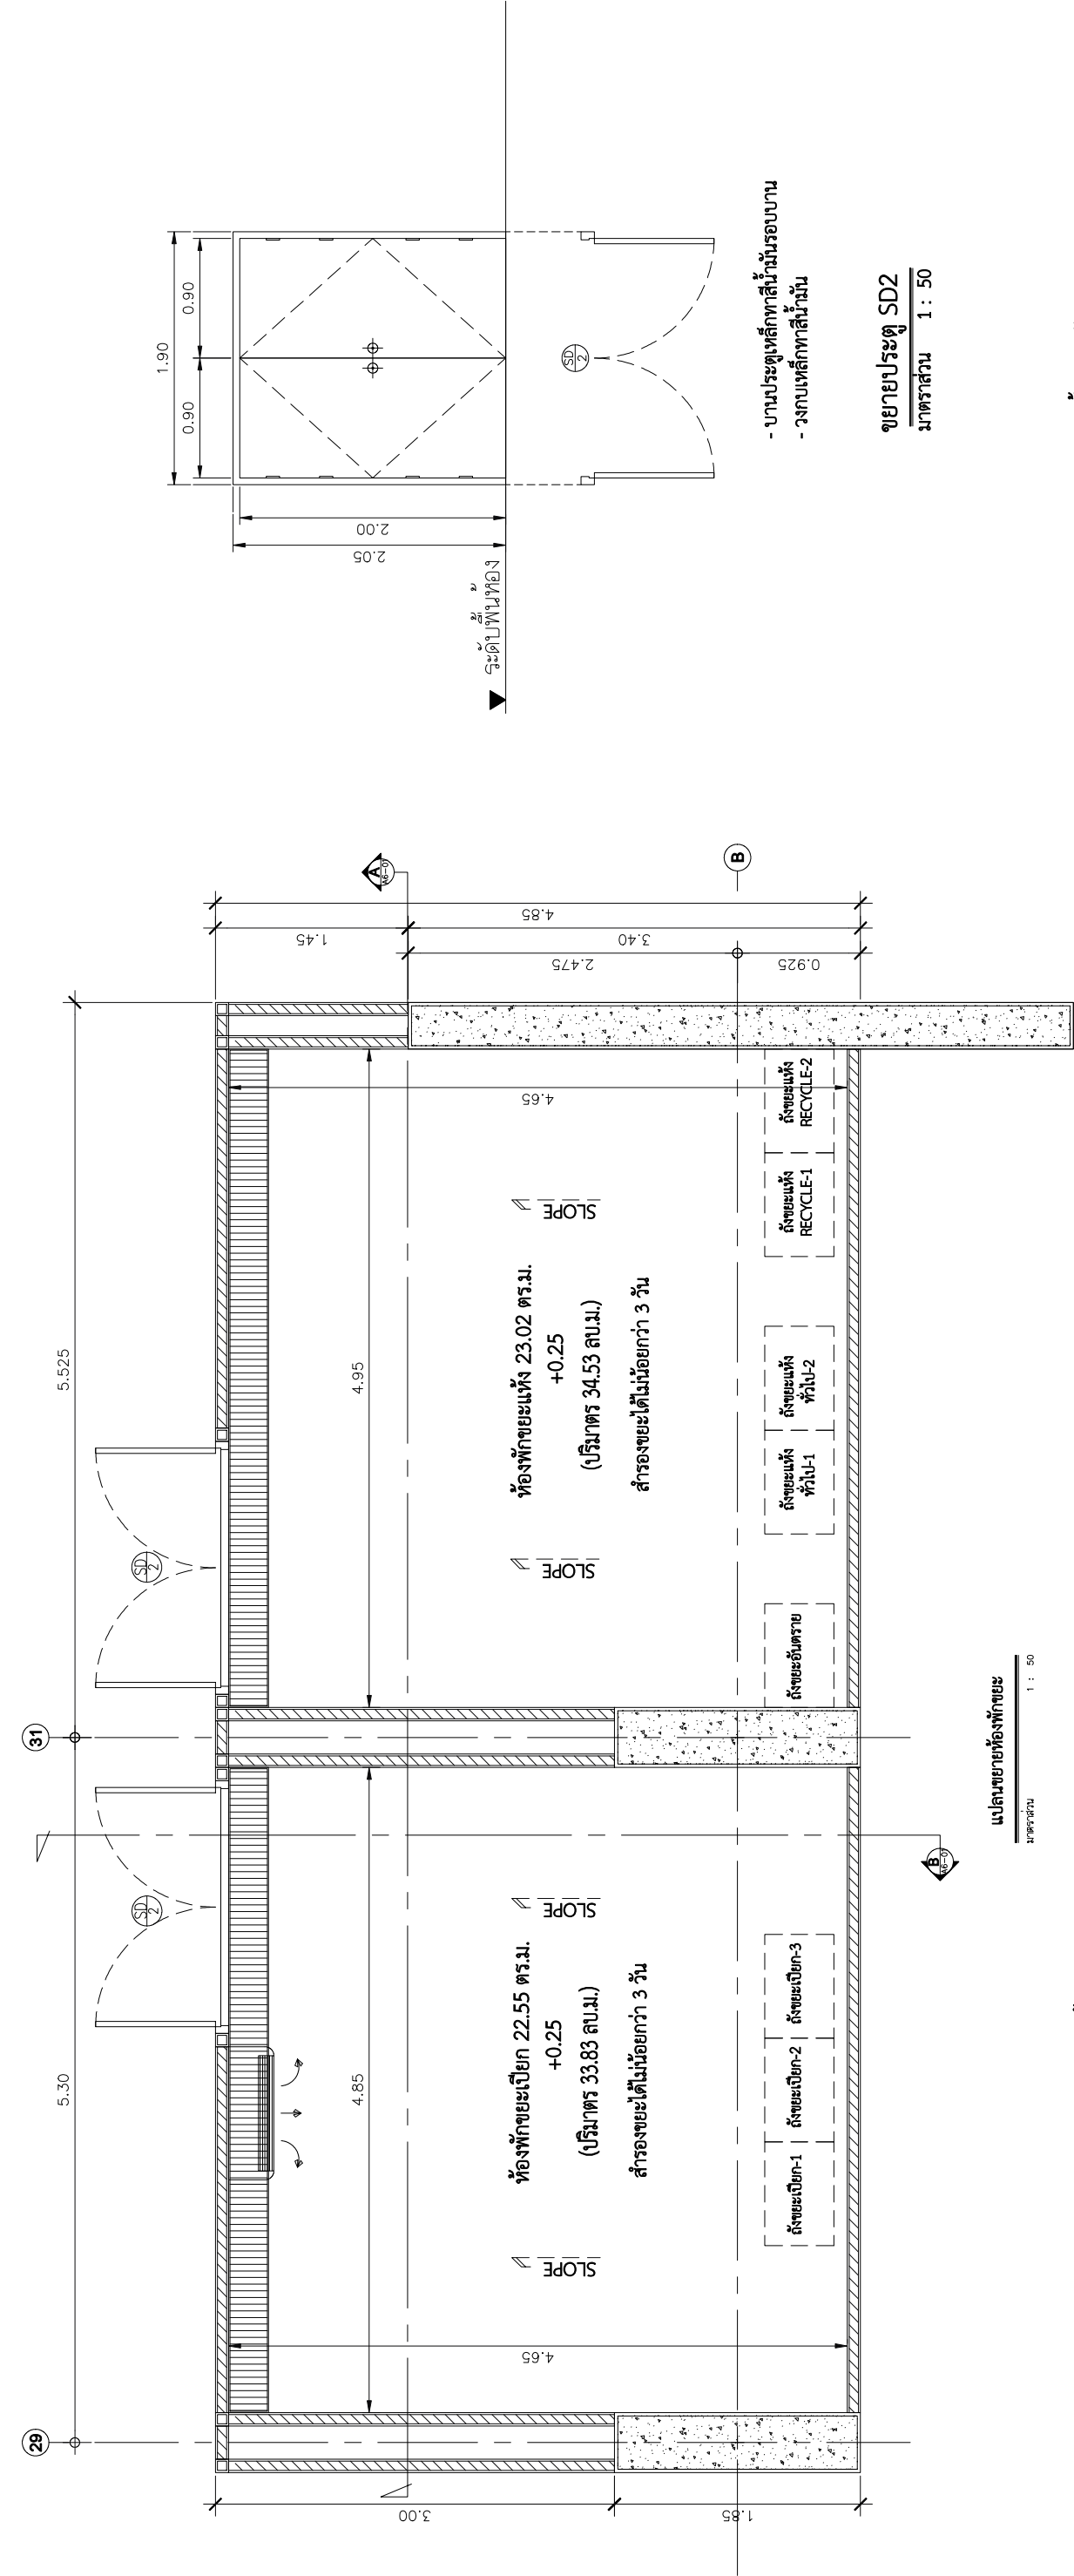 29
31
5.30
5.525
SD
2
SD
2
4.85
4.95
ห้องพักขยะเปียก 22.55 ตร.ม.
+0.25
(ปริมาตร 33.83 ลบ.ม.)
สำรองขยะได้ไม่น้อยกว่า 3 วัน
SLOPE
SLOPE
4.65
ห้องพักขยะแห้ง 23.02 ตร.ม.
+0.25
(ปริมาตร 34.53 ลบ.ม.)
สำรองขยะได้ไม่น้อยกว่า 3 วัน
SLOPE
SLOPE
4.65
ถังขยะเปียก-1
ถังขยะเปียก-2
ถังขยะเปียก-3
ถังขยะอันตราย
ถังขยะแห้ง
ทั่วไป-1
ถังขยะแห้ง
ทั่วไป-2
ถังขยะแห้ง
RECYCLE-1
ถังขยะแห้ง
RECYCLE-2
3.00
1.85
1.45
4.85
3.40
2.475
0.925
A
A6-01
B
B
A6-01
แปลนขยายห้องพักขยะ
มาตราส่วน 1 : 50
1.90
0.90
0.90
2.00
2.05
ระดับพื้นห้อง
SD
2
- บานประตูเหล็กทาสีน้ำมันรอบบาน
- วงกบเหล็กทาสีน้ำมัน
ขยายประตู SD2
มาตราส่วน 1 : 50